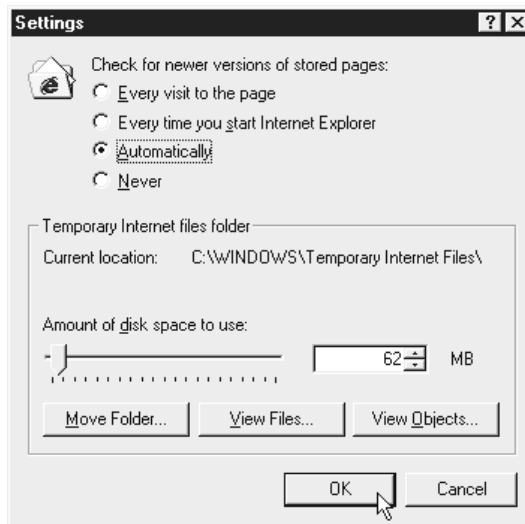 Settings
Check for newer versions of stored pages:
Every visit to the page
Every time you start Internet Explorer
Automatically
Never
Temporary Internet files folder
Current location: C:\WINDOWS\Temporary Internet Files\
Amount of disk space to use:
62 MB
Move Folder... View Files... View Objects...
OK Cancel